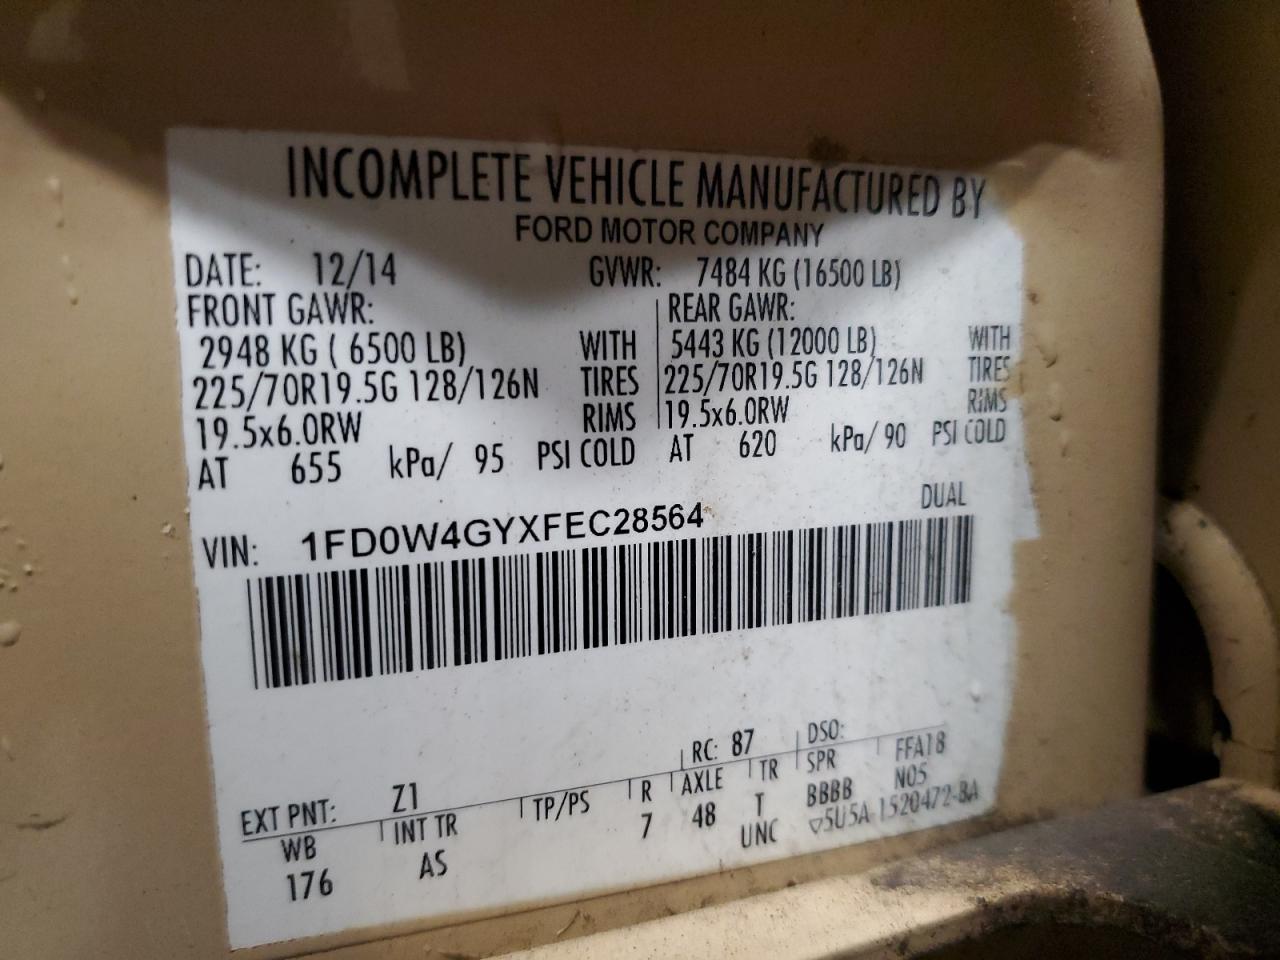 INCOMPLETE VEHICLE MANUFACTURED BY
FORD MOTOR COMPANY
DATE: 12/14 GVWR: 7484 KG (16500 LB)
FRONT GAWR: REAR GAWR:
2948 KG ( 6500 LB) WITH 5443 KG (12000 LB) WITH
225/70R19.5G 128/126N TIRES 225/70R19.5G 128/126N TIRES
19.5x6.0RW RIMS 19.5x6.0RW RIMS
AT 655 kPa/ 95 PSI COLD AT 620 kPa/ 90 PSI COLD
DUAL
VIN: 1FD0W4GYXFEC28564
EXT PNT: Z1 RC: 87 DSO:
WB INT TR TP/PS R AXLE TR SPR FFA18
176 AS 7 48 T BBBB N05
UNC ▽5U5A-1520472-BA